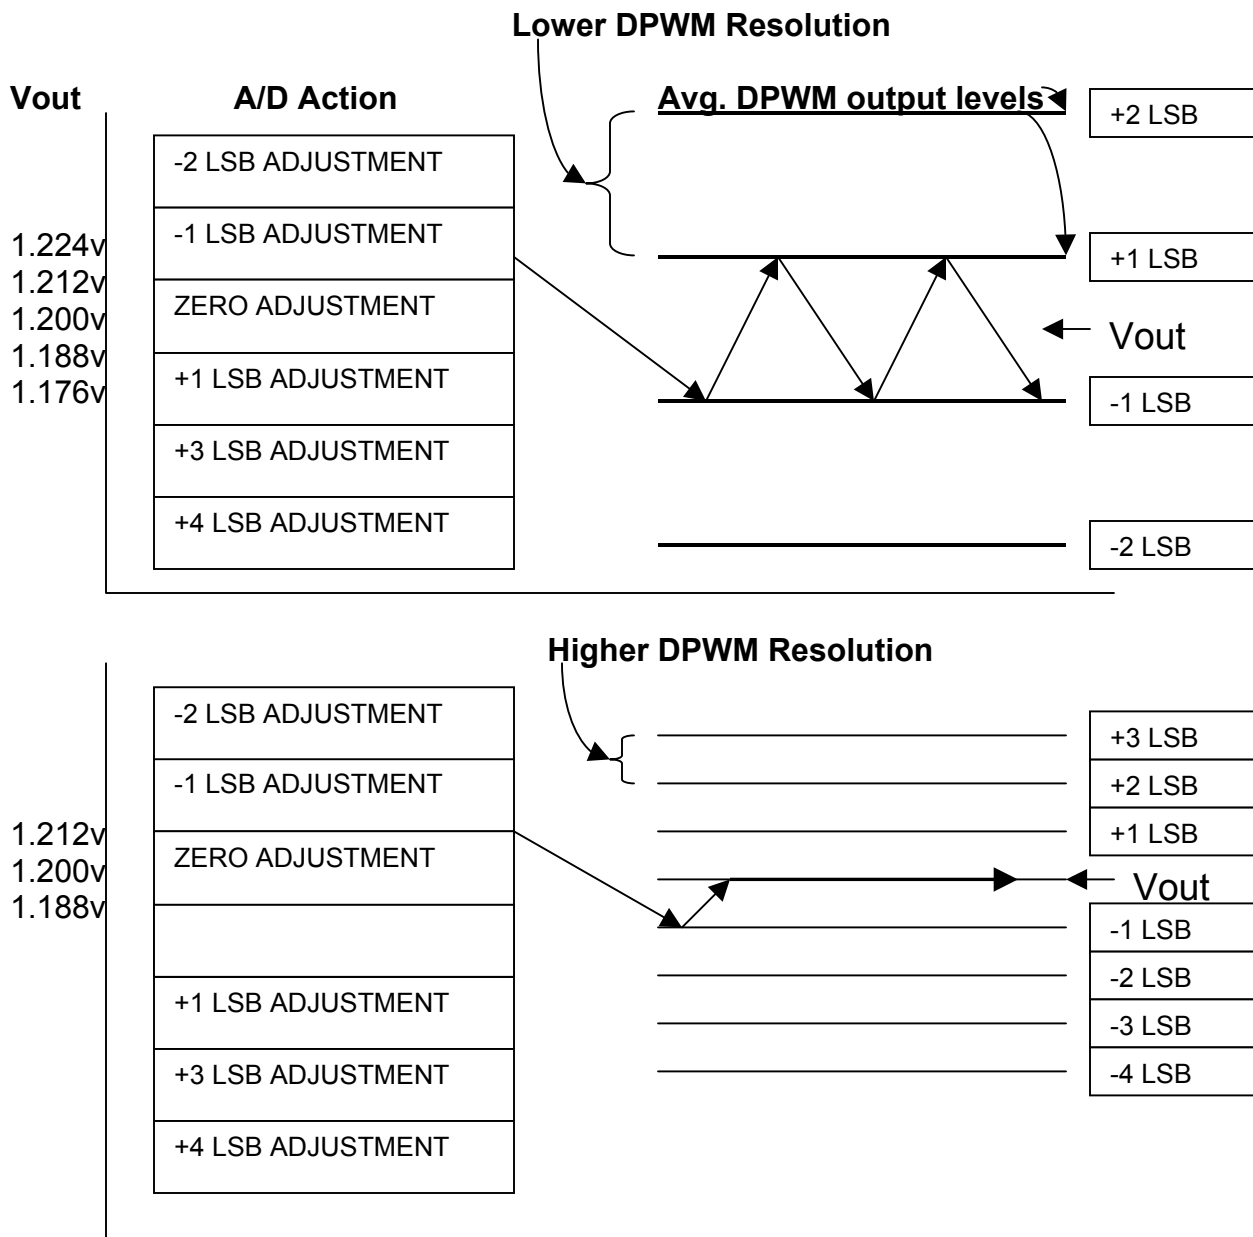 Lower DPWM Resolution
Vout
A/D Action
Avg. DPWM output levels
+2 LSB
-2 LSB ADJUSTMENT
-1 LSB ADJUSTMENT
1.224v
+1 LSB
1.212v
ZERO ADJUSTMENT
1.200v
Vout
1.188v
+1 LSB ADJUSTMENT
1.176v
-1 LSB
+3 LSB ADJUSTMENT
+4 LSB ADJUSTMENT
-2 LSB
Higher DPWM Resolution
-2 LSB ADJUSTMENT
+3 LSB
-1 LSB ADJUSTMENT
+2 LSB
1.212v
+1 LSB
ZERO ADJUSTMENT
1.200v
Vout
1.188v
-1 LSB
-2 LSB
+1 LSB ADJUSTMENT
-3 LSB
+3 LSB ADJUSTMENT
-4 LSB
+4 LSB ADJUSTMENT